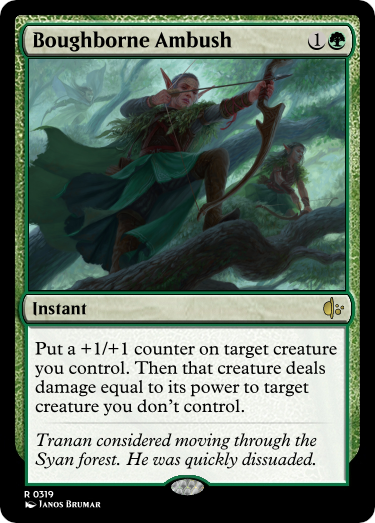 Boughborne Ambush 1
Instant
Put a +1/+1 counter on target creature
you control. Then that creature deals
damage equal to its power to target
creature you don't control.
Tranan considered moving through the
Syan forest. He was quickly dissuaded.
R 0319
Janos Brumar